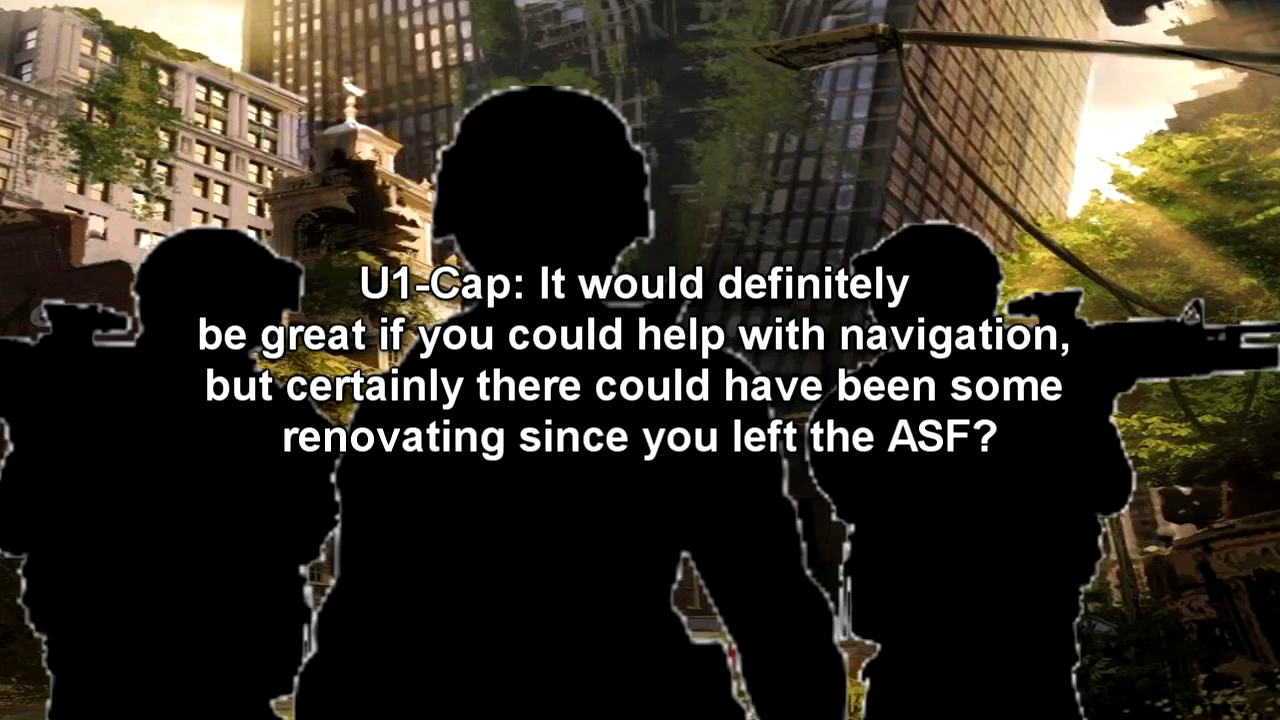 U1-Cap: It would definitely
be great if you could help with navigation,
but certainly there could have been some
renovating since you left the ASF?